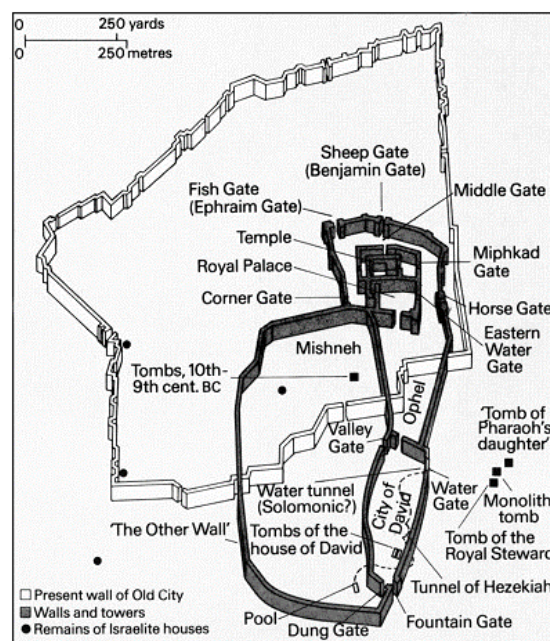 0 250 yards
0 250 metres
Sheep Gate
(Benjamin Gate)
Fish Gate
(Ephraim Gate)
Middle Gate
Temple
Miphkad
Gate
Royal Palace
Corner Gate
Horse Gate
Eastern
Water
Gate
Mishneh
Tombs, 10th-
9th cent. BC
Ophel
Valley
Gate
'Tomb of
Pharaoh's
daughter'
Water tunnel
(Solomonic?)
City of
David
Water
Gate
Monolith
tomb
'The Other Wall'
Tombs of the
house of David
Tomb of the
Royal Steward
Tunnel of Hezekiah
Present wall of Old City
Walls and towers
Remains of Israelite houses
Pool
Dung Gate
Fountain Gate